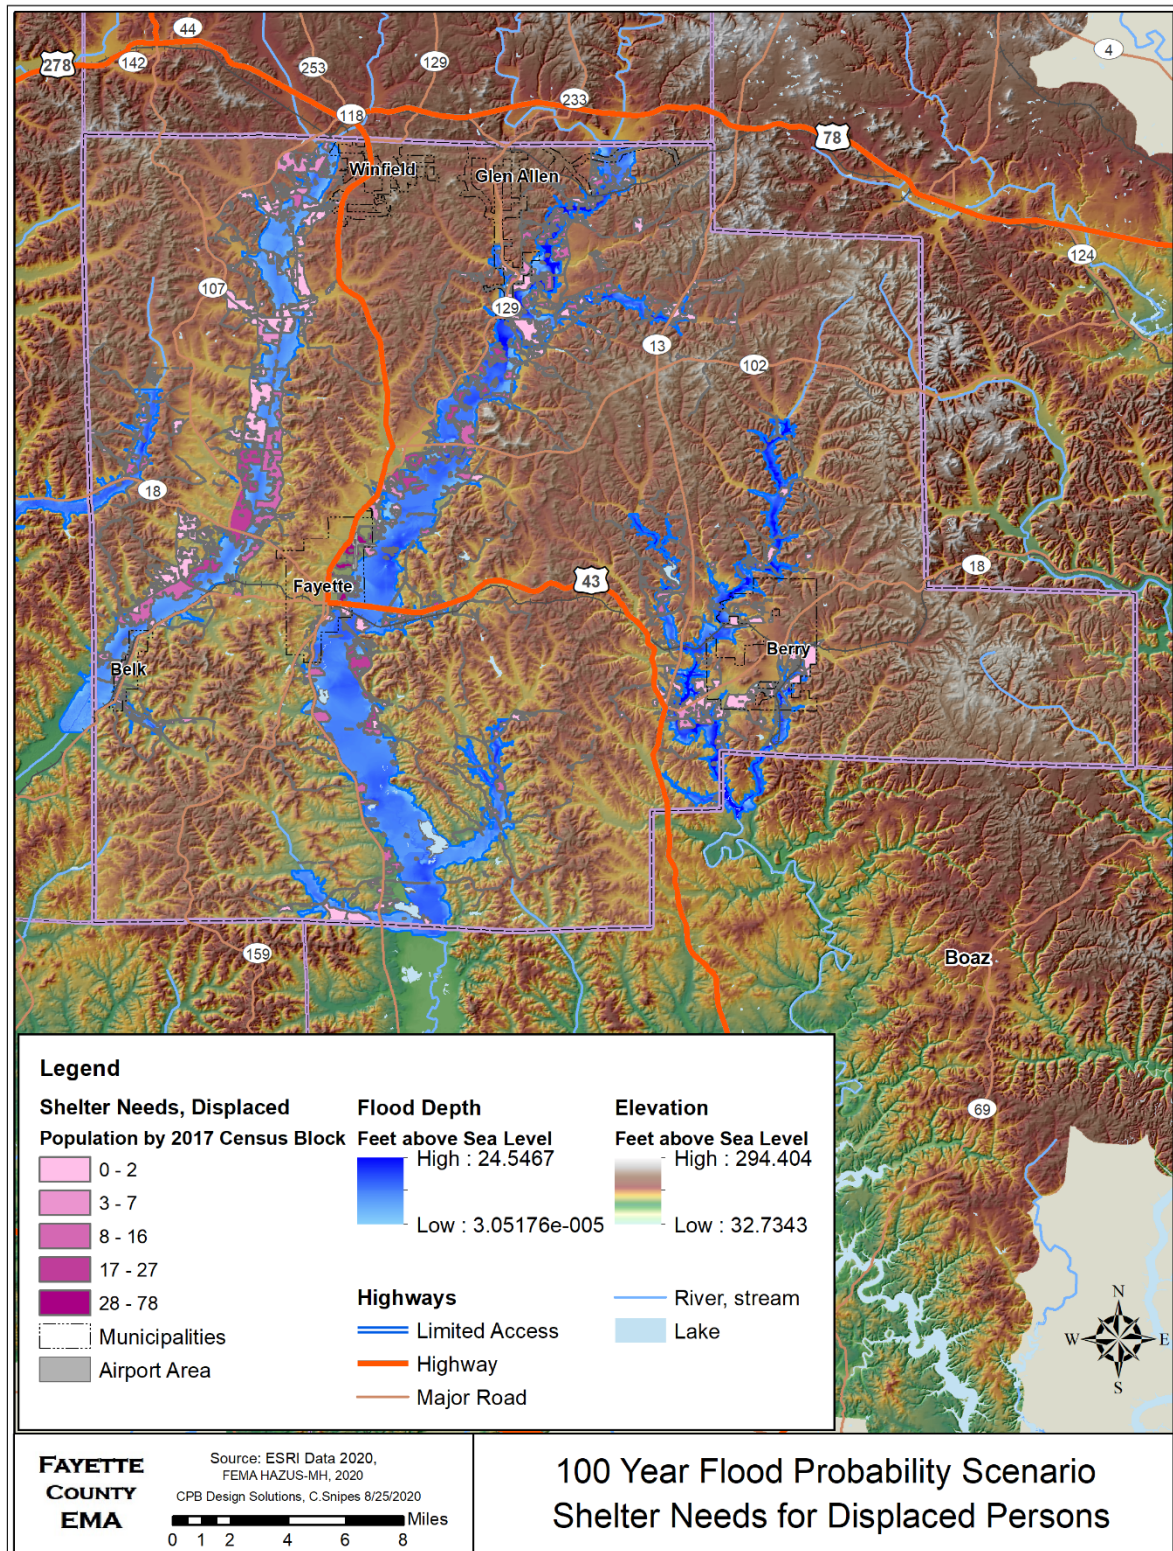 44
278
142
253
129
4
118
233
78
Winfield
Glen Allen
124
107
129
13
102
18
18
43
Fayette
Berry
Belk
159
Boaz
69
Legend
Shelter Needs, Displaced
Population by 2017 Census Block
0 - 2
3 - 7
8 - 16
17 - 27
28 - 78
Municipalities
Airport Area
Flood Depth
Feet above Sea Level
High : 24.5467
Low : 3.05176e-005
Highways
Limited Access
Highway
Major Road
Elevation
Feet above Sea Level
High : 294.404
Low : 32.7343
River, stream
Lake
N
W E
S
FAYETTE
COUNTY
EMA
Source: ESRI Data 2020,
FEMA HAZUS-MH, 2020
CPB Design Solutions, C.Snipes 8/25/2020
Miles
0 1 2 4 6 8
100 Year Flood Probability Scenario
Shelter Needs for Displaced Persons